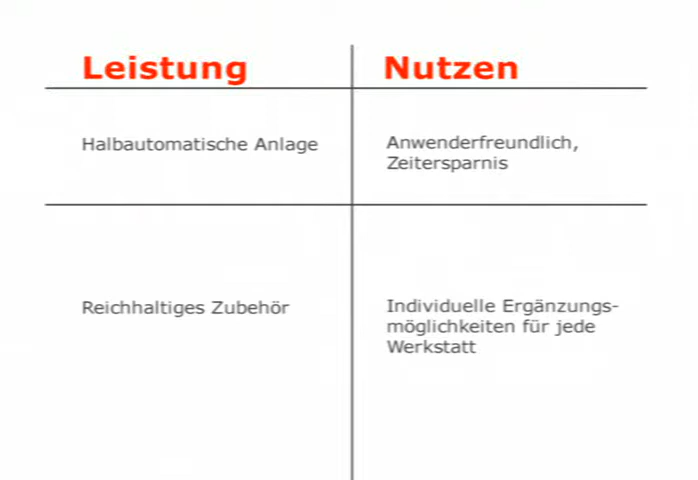 Leistung
Nutzen
Halbautomatische Anlage
Anwenderfreundlich,
Zeitersparnis
Reichhaltiges Zubehör
Individuelle Ergänzungs-
möglichkeiten für jede
Werkstatt